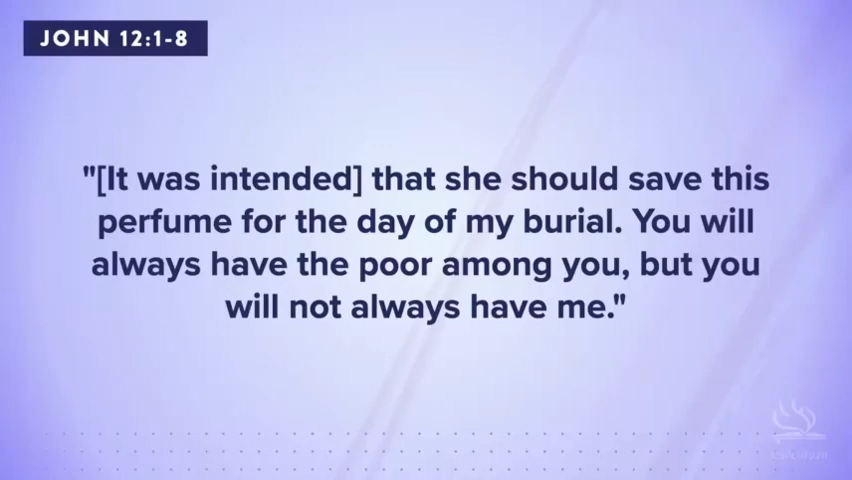 JOHN 12:1-8
"[It was intended] that she should save this
perfume for the day of my burial. You will
always have the poor among you, but you
will not always have me."